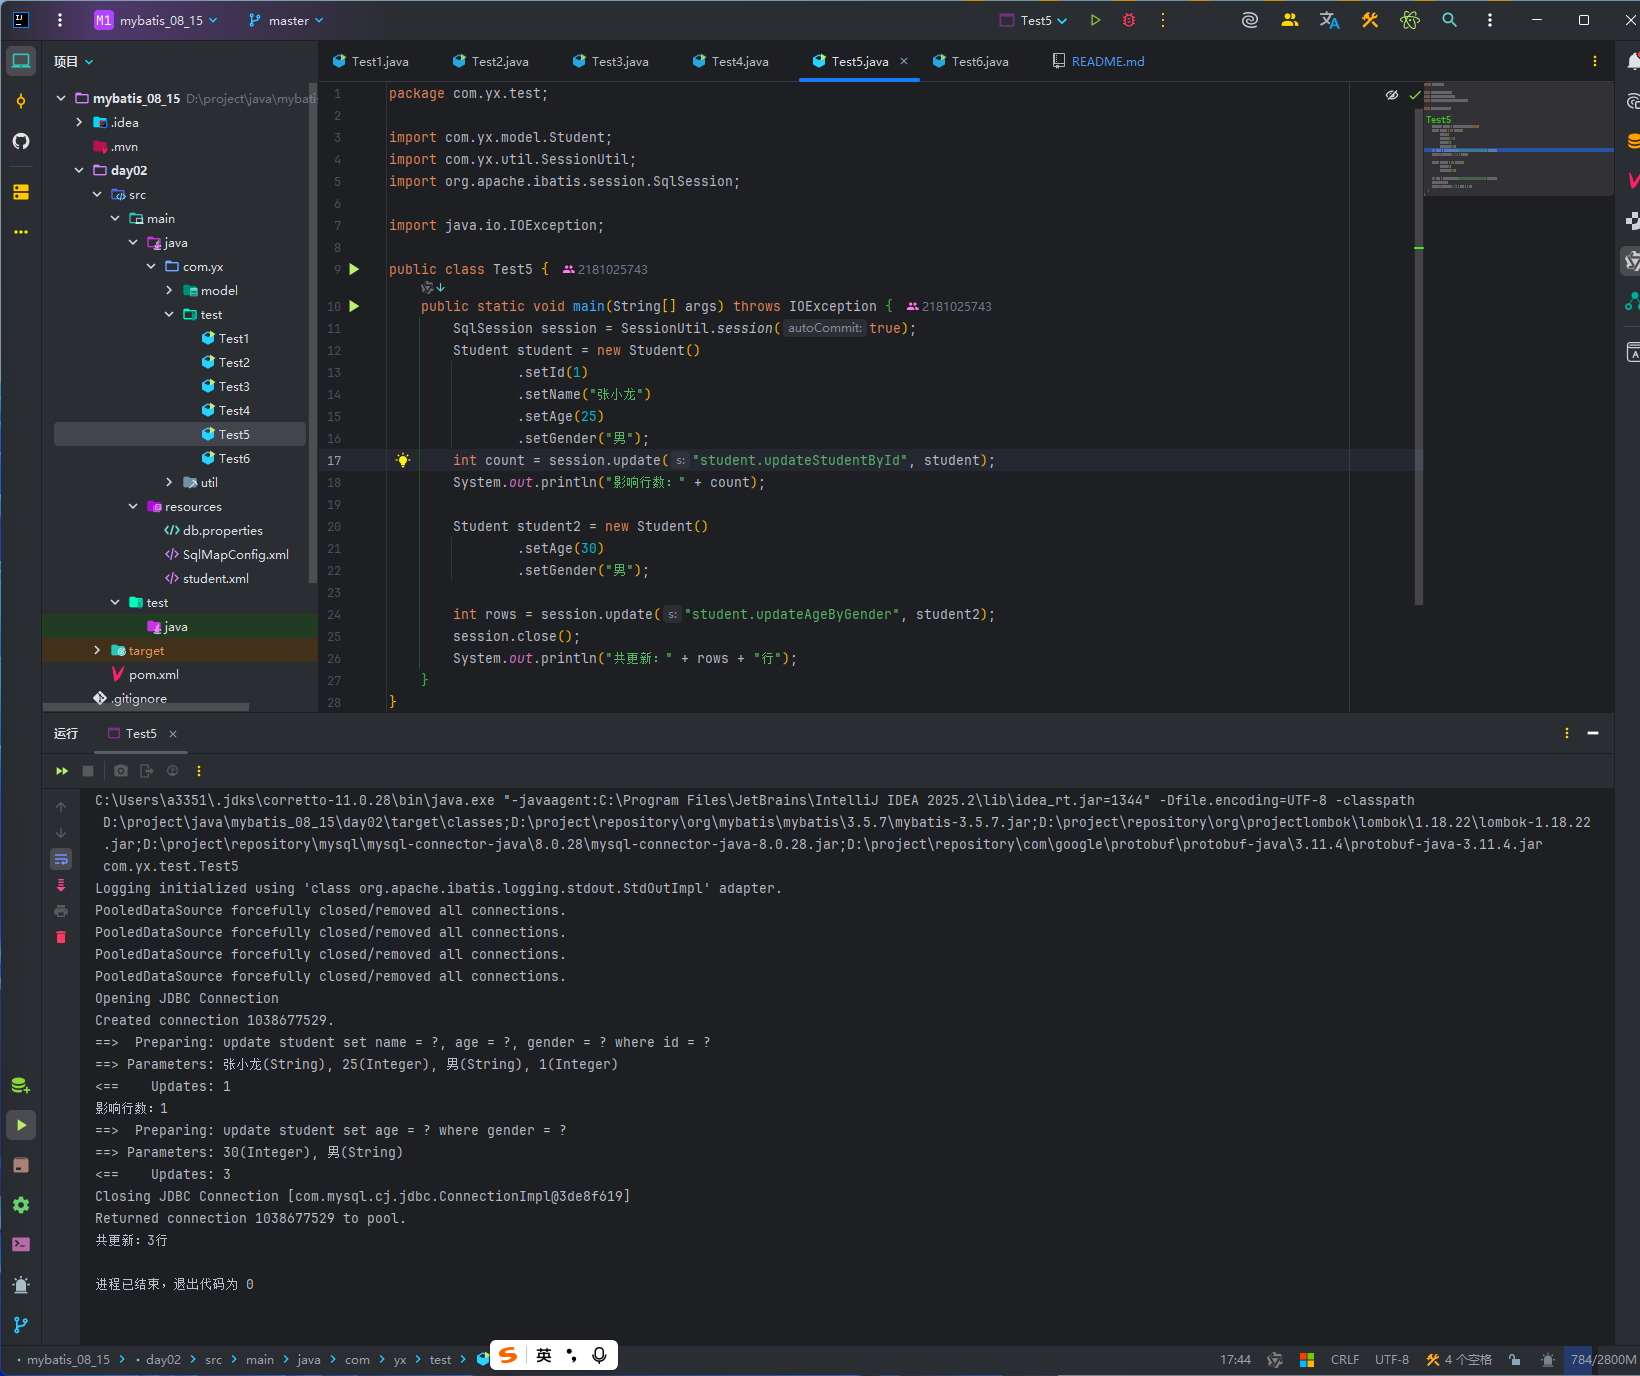 M1 mybatis_08_15 master Test5
项目
mybatis_08_15 D:\project\java\mybatis
.idea
.mvn
day02
src
main
java
com.yx
model
test
Test1
Test2
Test3
Test4
Test5
Test6
util
resources
db.properties
SqlMapConfig.xml
student.xml
test
java
target
pom.xml
.gitignore
Test1.java Test2.java Test3.java Test4.java Test5.java Test6.java README.md
1 package com.yx.test;
2
3 import com.yx.model.Student;
4 import com.yx.util.SessionUtil;
5 import org.apache.ibatis.session.SqlSession;
6
7 import java.io.IOException;
8
9 public class Test5 { 2181025743
10 public static void main(String[] args) throws IOException { 2181025743
11 SqlSession session = SessionUtil.session( autoCommit: true);
12 Student student = new Student()
13 .setId(1)
14 .setName("张小龙")
15 .setAge(25)
16 .setGender("男");
17 int count = session.update( s: "student.updateStudentById", student);
18 System.out.println("影响行数：" + count);
19
20 Student student2 = new Student()
21 .setAge(30)
22 .setGender("男");
23
24 int rows = session.update( s: "student.updateAgeByGender", student2);
25 session.close();
26 System.out.println("共更新：" + rows + "行");
27 }
28 }
Test5
运行 Test5
C:\Users\a3351\.jdks\corretto-11.0.28\bin\java.exe "-javaagent:C:\Program Files\JetBrains\IntelliJ IDEA 2025.2\lib\idea_rt.jar=1344" -Dfile.encoding=UTF-8 -classpath
D:\project\java\mybatis_08_15\day02\target\classes;D:\project\repository\org\mybatis\mybatis\3.5.7\mybatis-3.5.7.jar;D:\project\repository\org\projectlombok\lombok\1.18.22\lombok-1.18.22
.jar;D:\project\repository\mysql\mysql-connector-java\8.0.28\mysql-connector-java-8.0.28.jar;D:\project\repository\com\google\protobuf\protobuf-java\3.11.4\protobuf-java-3.11.4.jar
com.yx.test.Test5
Logging initialized using 'class org.apache.ibatis.logging.stdout.StdOutImpl' adapter.
PooledDataSource forcefully closed/removed all connections.
PooledDataSource forcefully closed/removed all connections.
PooledDataSource forcefully closed/removed all connections.
PooledDataSource forcefully closed/removed all connections.
Opening JDBC Connection
Created connection 1038677529.
==>  Preparing: update student set name = ?, age = ?, gender = ? where id = ?
==> Parameters: 张小龙(String), 25(Integer), 男(String), 1(Integer)
<==    Updates: 1
影响行数：1
==>  Preparing: update student set age = ? where gender = ?
==> Parameters: 30(Integer), 男(String)
<==    Updates: 3
Closing JDBC Connection [com.mysql.cj.jdbc.ConnectionImpl@3de8f619]
Returned connection 1038677529 to pool.
共更新：3行
进程已结束，退出代码为 0
mybatis_08_15 > day02 > src > main > java > com > yx > test > 英 17:44 CRLF UTF-8 4 个空格 784/2800M